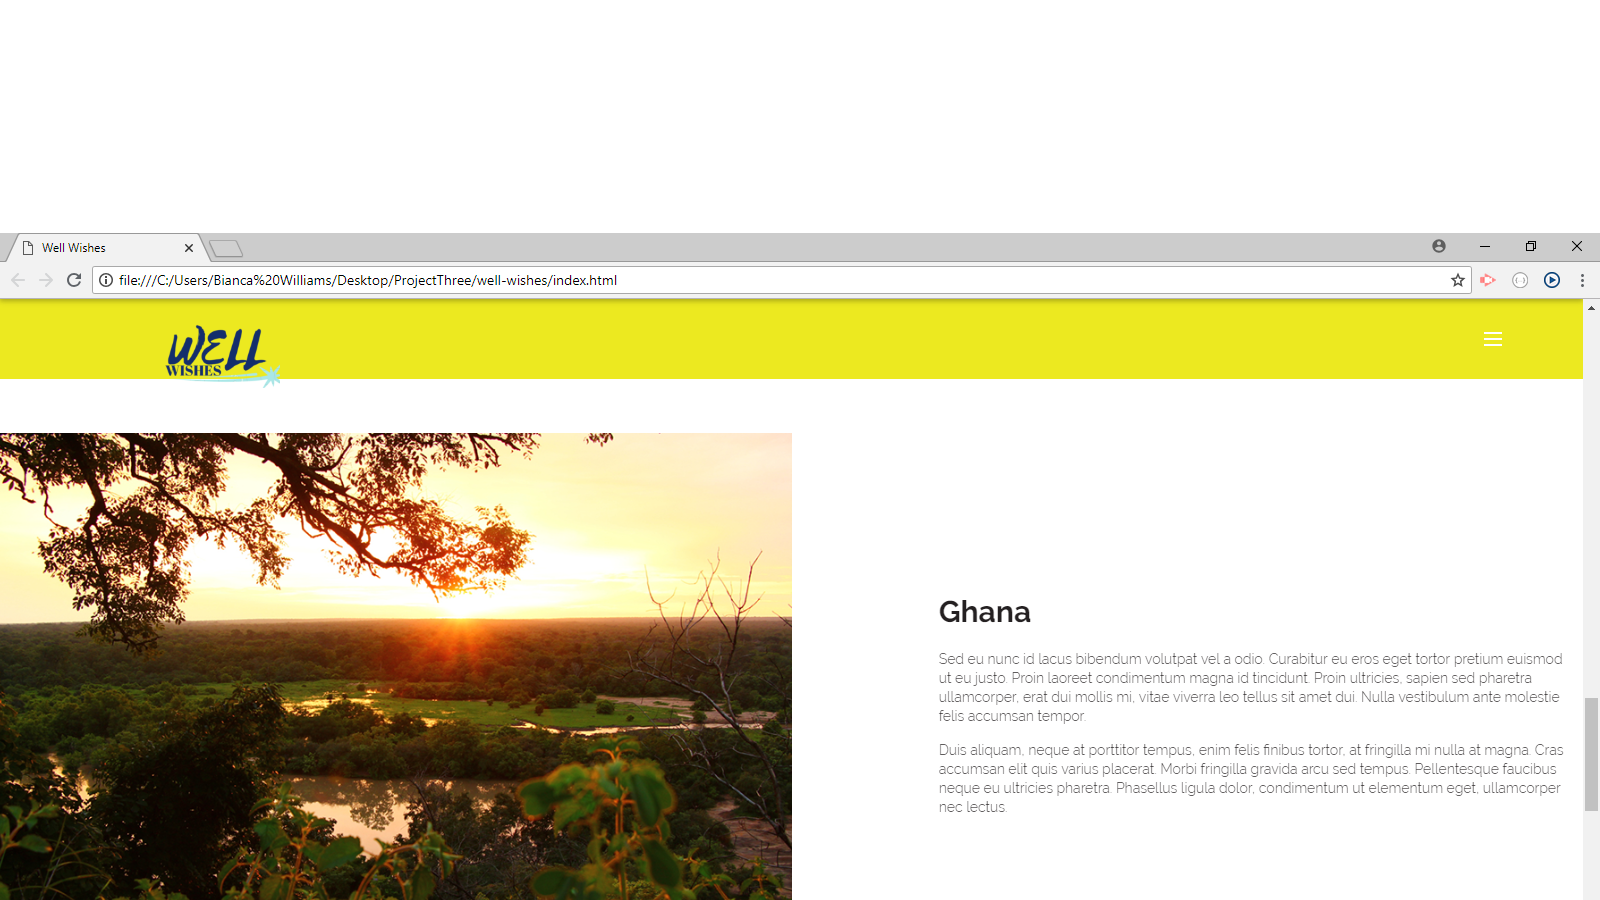 Well Wishes
file:///C:/Users/Bianca%20Williams/Desktop/ProjectThree/well-wishes/index.html
WELL
WISHES
Ghana
Sed eu nunc id lacus bibendum volutpat vel a odio. Curabitur eu eros eget tortor pretium euismod
ut eu justo. Proin laoreet condimentum magna id tincidunt. Proin ultricies, sapien sed pharetra
ullamcorper, erat dui mollis mi, vitae viverra leo tellus sit amet dui. Nulla vestibulum ante molestie
felis accumsan tempor.
Duis aliquam, neque at porttitor tempus, enim felis finibus tortor, at fringilla mi nulla at magna. Cras
accumsan elit quis varius placerat. Morbi fringilla gravida arcu sed tempus. Pellentesque faucibus
neque eu ultricies pharetra. Phasellus ligula dolor, condimentum ut elementum eget, ullamcorper
nec lectus.